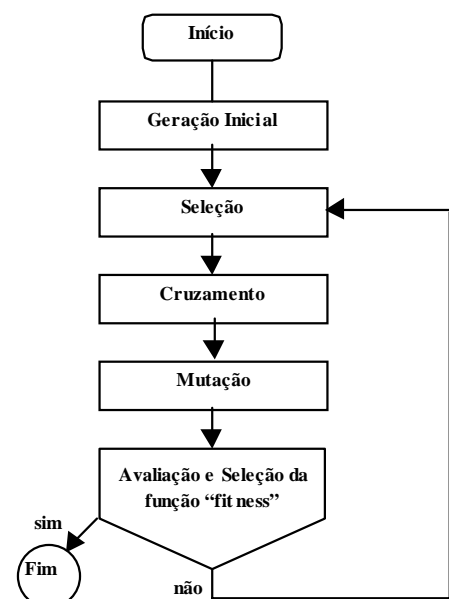 Início
Geração Inicial
Seleção
Cruzamento
Mutação
Avaliação e Seleção da
função “fitness”
sim
Fim
não